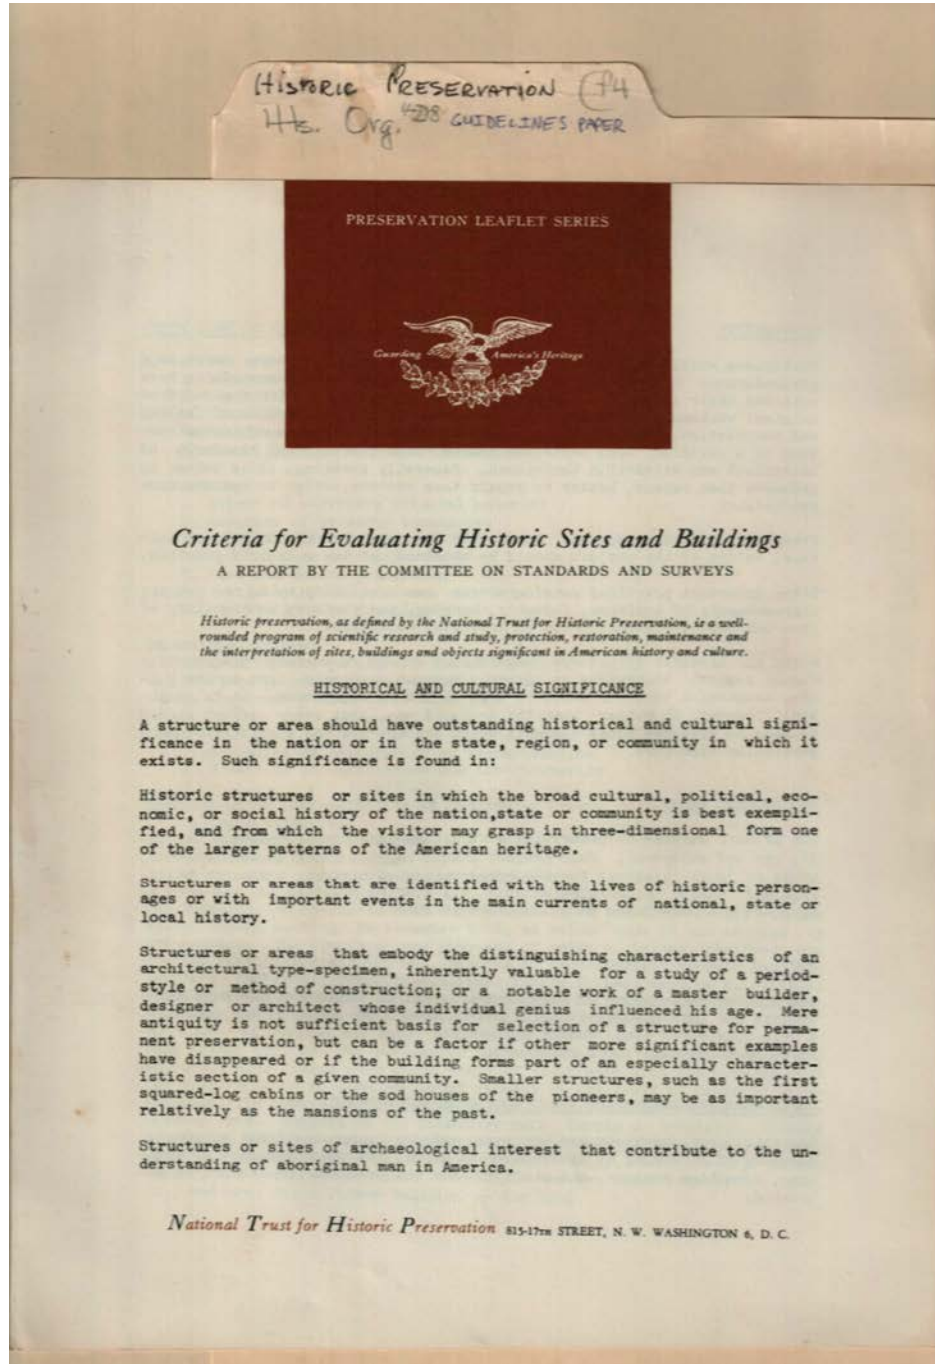 HISTORIC PRESERVATION
Hs. Org. GUIDELINES PAPER
PRESERVATION LEAFLET SERIES
Guarding America's Heritage
Criteria for Evaluating Historic Sites and Buildings
A REPORT BY THE COMMITTEE ON STANDARDS AND SURVEYS
Historic preservation, as defined by the National Trust for Historic Preservation, is a well-
rounded program of scientific research and study, protection, restoration, maintenance and
the interpretation of sites, buildings and objects significant in American history and culture.
HISTORICAL AND CULTURAL SIGNIFICANCE
A structure or area should have outstanding historical and cultural signi-
ficance in the nation or in the state, region, or community in which it
exists. Such significance is found in:
Historic structures or sites in which the broad cultural, political, eco-
nomic, or social history of the nation,state or community is best exempli-
fied, and from which the visitor may grasp in three-dimensional form one
of the larger patterns of the American heritage.
Structures or areas that are identified with the lives of historic person-
ages or with important events in the main currents of national, state or
local history.
Structures or areas that embody the distinguishing characteristics of an
architectural type-specimen, inherently valuable for a study of a period-
style or method of construction; or a notable work of a master builder,
designer or architect whose individual genius influenced his age. Mere
antiquity is not sufficient basis for selection of a structure for perma-
nent preservation, but can be a factor if other more significant examples
have disappeared or if the building forms part of an especially character-
istic section of a given community. Smaller structures, such as the first
squared-log cabins or the sod houses of the pioneers, may be as important
relatively as the mansions of the past.
Structures or sites of archaeological interest that contribute to the un-
derstanding of aboriginal man in America.
National Trust for Historic Preservation 815-17TH STREET, N. W. WASHINGTON 6, D. C.